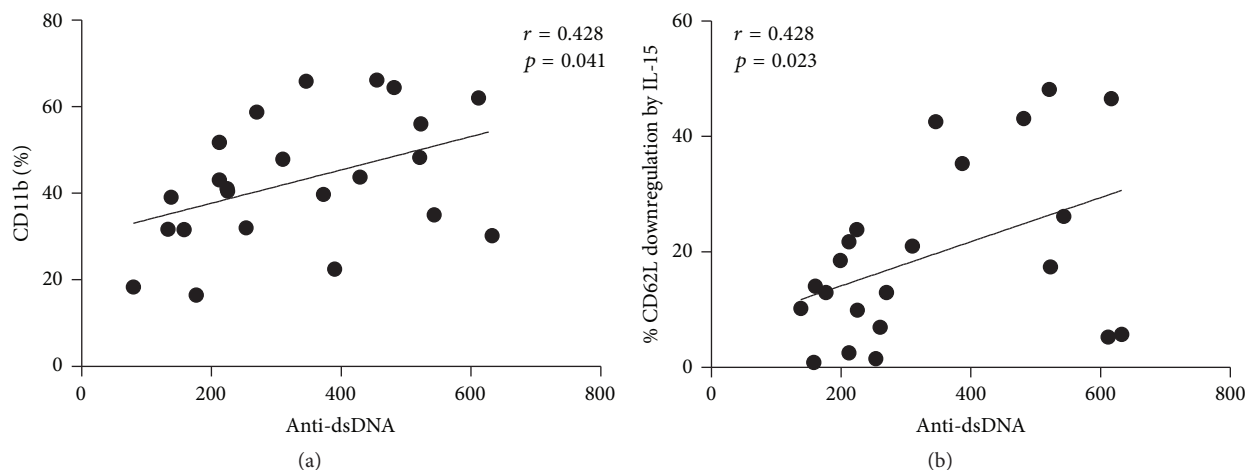 80
60
40
20
0
CD11b (%)
r = 0.428
p = 0.041
0
200
400
600
800
Anti-dsDNA
(a)
60
40
20
0
% CD62L downregulation by IL-15
r = 0.428
p = 0.023
0
200
400
600
800
Anti-dsDNA
(b)